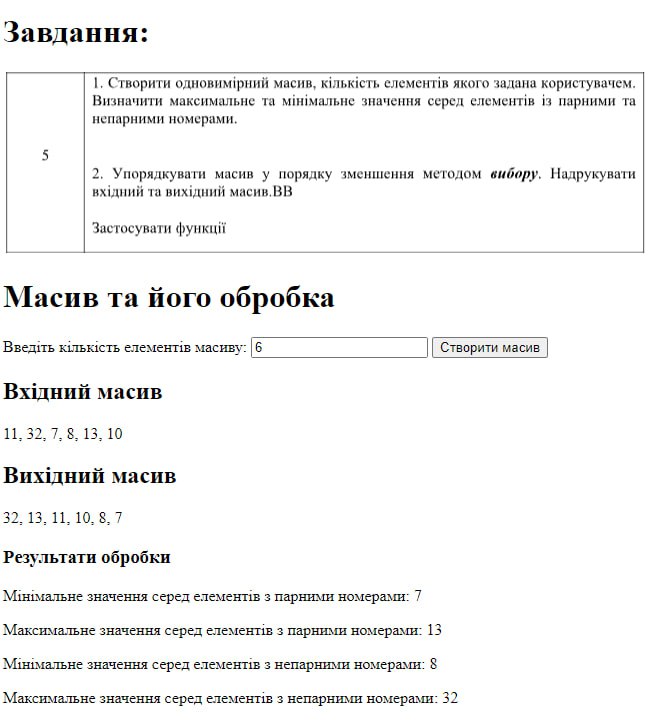 Завдання:
1. Створити одновимірний масив, кількість елементів якого задана користувачем.
Визначити максимальне та мінімальне значення серед елементів із парними та
непарними номерами.
5
2. Упорядкувати масив у порядку зменшення методом вибору. Надрукувати
вхідний та вихідний масив.ВВ
Застосувати функції
Масив та його обробка
Введіть кількість елементів масиву: 6 Створити масив
Вхідний масив
11, 32, 7, 8, 13, 10
Вихідний масив
32, 13, 11, 10, 8, 7
Результати обробки
Мінімальне значення серед елементів з парними номерами: 7
Максимальне значення серед елементів з парними номерами: 13
Мінімальне значення серед елементів з непарними номерами: 8
Максимальне значення серед елементів з непарними номерами: 32